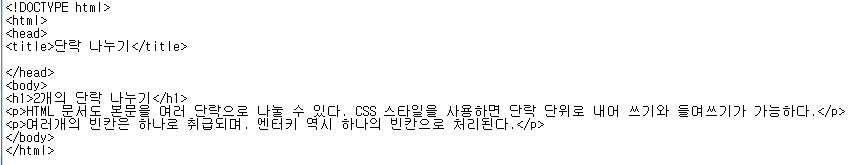 <!DOCTYPE html>
<html>
<head>
<title>단락 나누기</title>
</head>
<body>
<h1>2개의 단락 나누기</h1>
<p>HTML 문서도 본문을 여러 단락으로 나눌 수 있다. CSS 스타일을 사용하면 단락 단위로 내어 쓰기와 들여쓰기가 가능하다.</p>
<p>여러개의 빈칸은 하나로 취급되며. 엔터키 역시 하나의 빈칸으로 처리된다.</p>
</body>
</html>